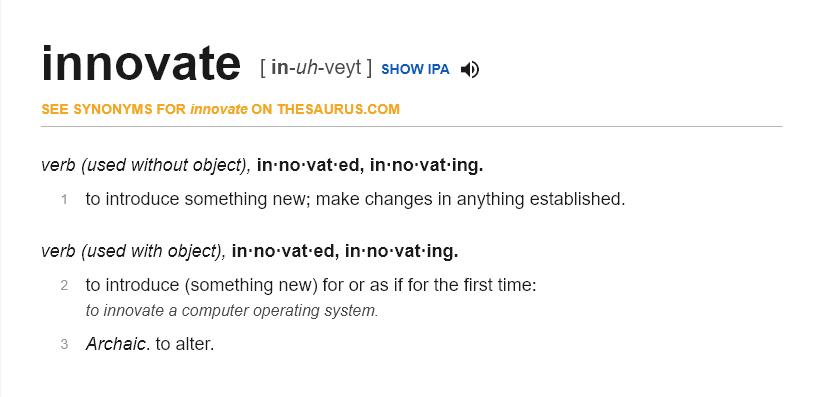 innovate [ in-uh-veyt ] SHOW IPA
SEE SYNONYMS FOR innovate ON THESAURUS.COM
verb (used without object), in·no·vat·ed, in·no·vat·ing.
1 to introduce something new; make changes in anything established.
verb (used with object), in·no·vat·ed, in·no·vat·ing.
2 to introduce (something new) for or as if for the first time:
to innovate a computer operating system.
3 Archaic. to alter.